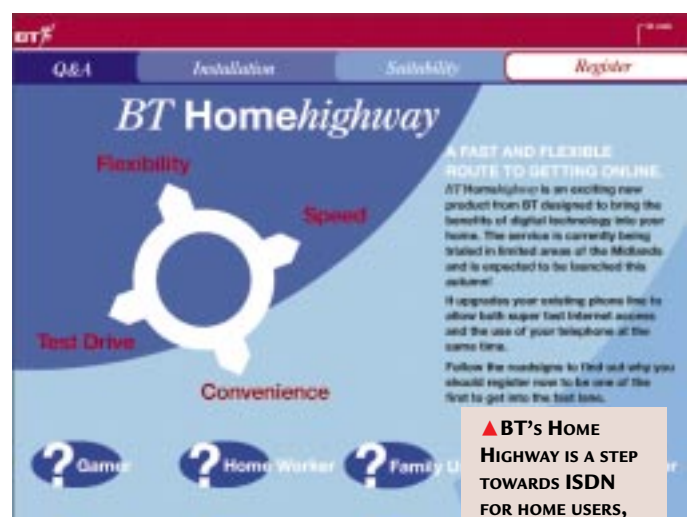 BT
Q&A
Installation
Suitability
Register
BT Homehighway
Flexibility
Speed
Test Drive
Convenience
A FAST AND FLEXIBLE
ROUTE TO GETTING ONLINE.
BT Homehighway is an exciting new
product from BT designed to bring the
benefits of digital technology into your
home. The service is currently being
trialed in limited areas of the Midlands
and is expected to be launched this
autumn!
It upgrades your existing phone line to
allow both super fast Internet access
and the use of your telephone at the
same time.
Follow the roadsigns to find out why you
should register now to be one of the
first to get into the fast lane.
? Gamer
? Home Worker
? Family U
▲BT'S HOME
HIGHWAY IS A STEP
TOWARDS ISDN
FOR HOME USERS,